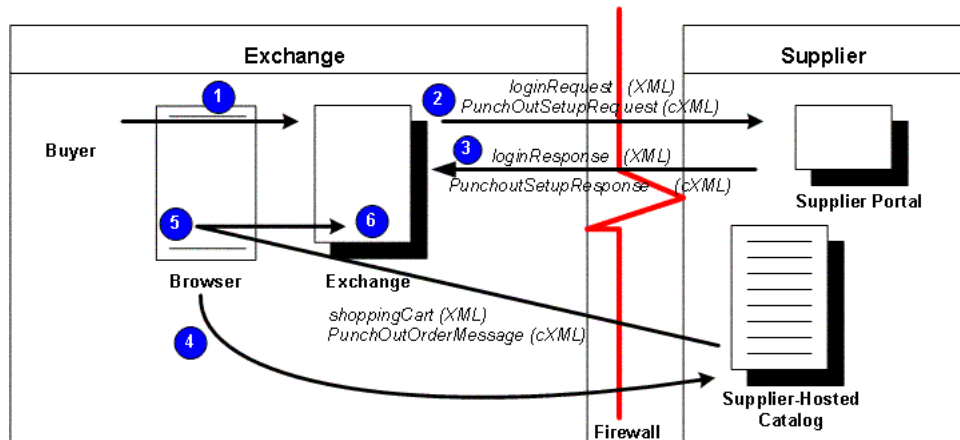 Exchange
Supplier
1
2
loginRequest (XML)
PunchOutSetupRequest (cXML)
Buyer
3
loginResponse (XML)
PunchoutSetupResponse (cXML)
Supplier Portal
5
6
Browser
Exchange
shoppingCart (XML)
PunchOutOrderMessage (cXML)
4
Supplier-Hosted
Catalog
Firewall